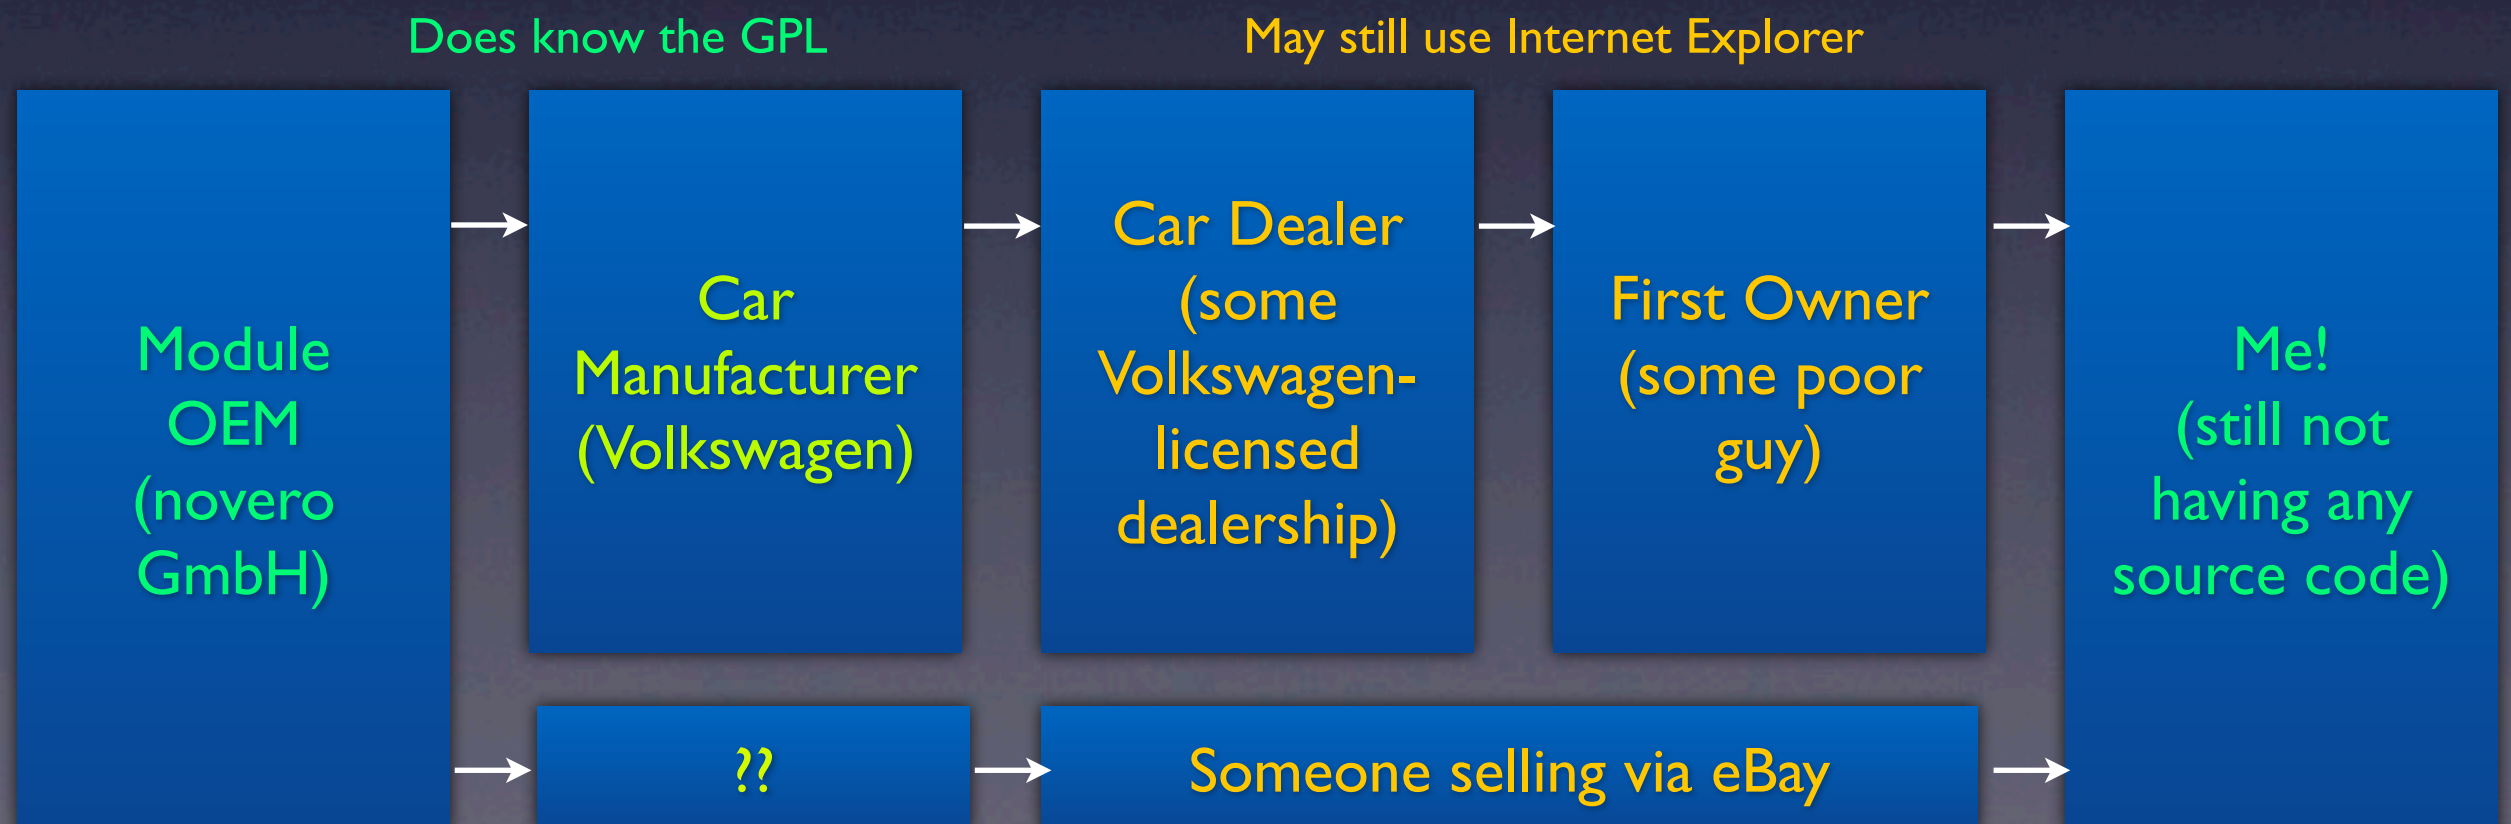 Does know the GPL
May still use Internet Explorer
Module
OEM
(novero
GmbH)
Car
Manufacturer
(Volkswagen)
Car Dealer
(some
Volkswagen-
licensed
dealership)
First Owner
(some poor
guy)
Me!
(still not
having any
source code)
??
Someone selling via eBay